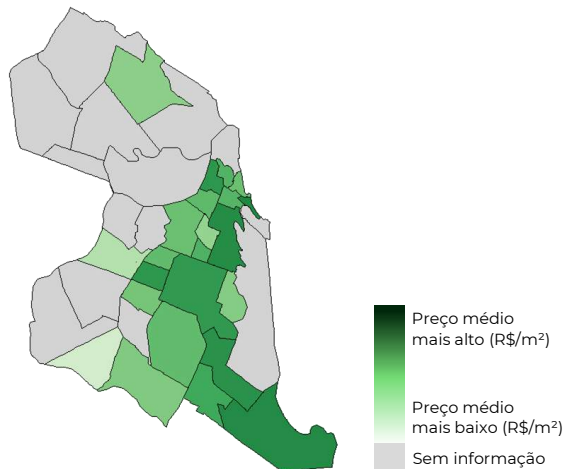 Preço médio
mais alto (R$/m²)
Preço médio
mais baixo (R$/m²)
Sem informação